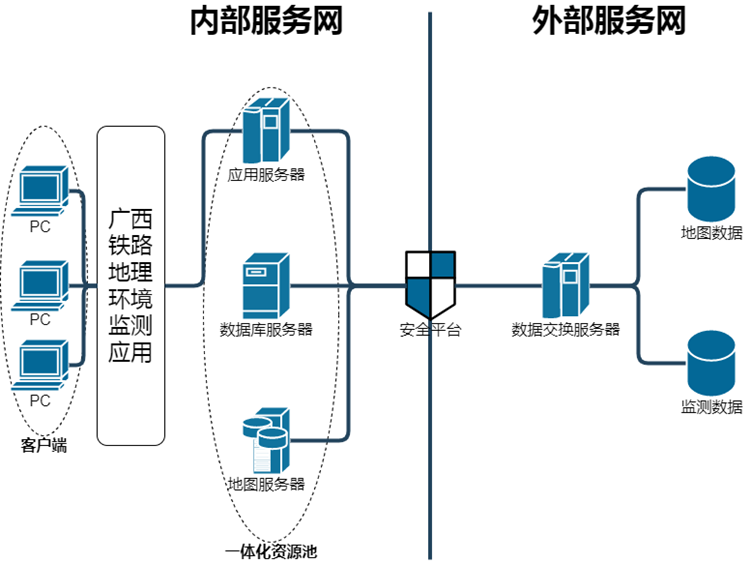 内部服务网
外部服务网
PC
PC
PC
客户端
广西
铁路
地理
环境
监测
应用
应用服务器
数据库服务器
地图服务器
一体化资源池
安全平台
数据交换服务器
地图数据
监测数据